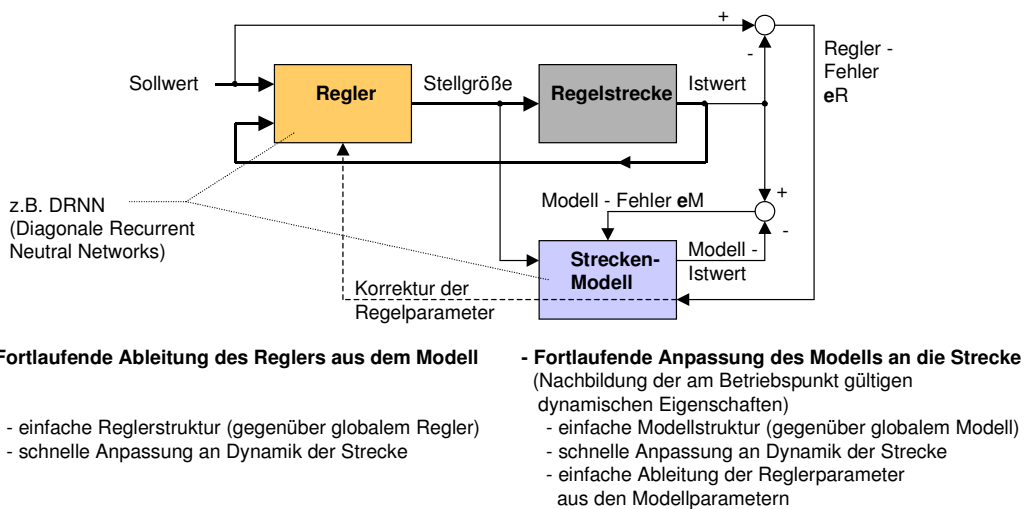 +
-
Regler -
Fehler
eR
Sollwert
Regler
Stellgröße
Regelstrecke
Istwert
z.B. DRNN
(Diagonale Recurrent
Neutral Networks)
Modell - Fehler eM
+
-
Strecken-
Modell
Modell -
Istwert
Korrektur der
Regelparameter
Fortlaufende Ableitung des Reglers aus dem Modell
- einfache Reglerstruktur (gegenüber globalem Regler)
- schnelle Anpassung an Dynamik der Strecke
- Fortlaufende Anpassung des Modells an die Strecke
(Nachbildung der am Betriebspunkt gültigen
dynamischen Eigenschaften)
- einfache Modellstruktur (gegenüber globalem Modell)
- schnelle Anpassung an Dynamik der Strecke
- einfache Ableitung der Reglerparameter
aus den Modellparametern